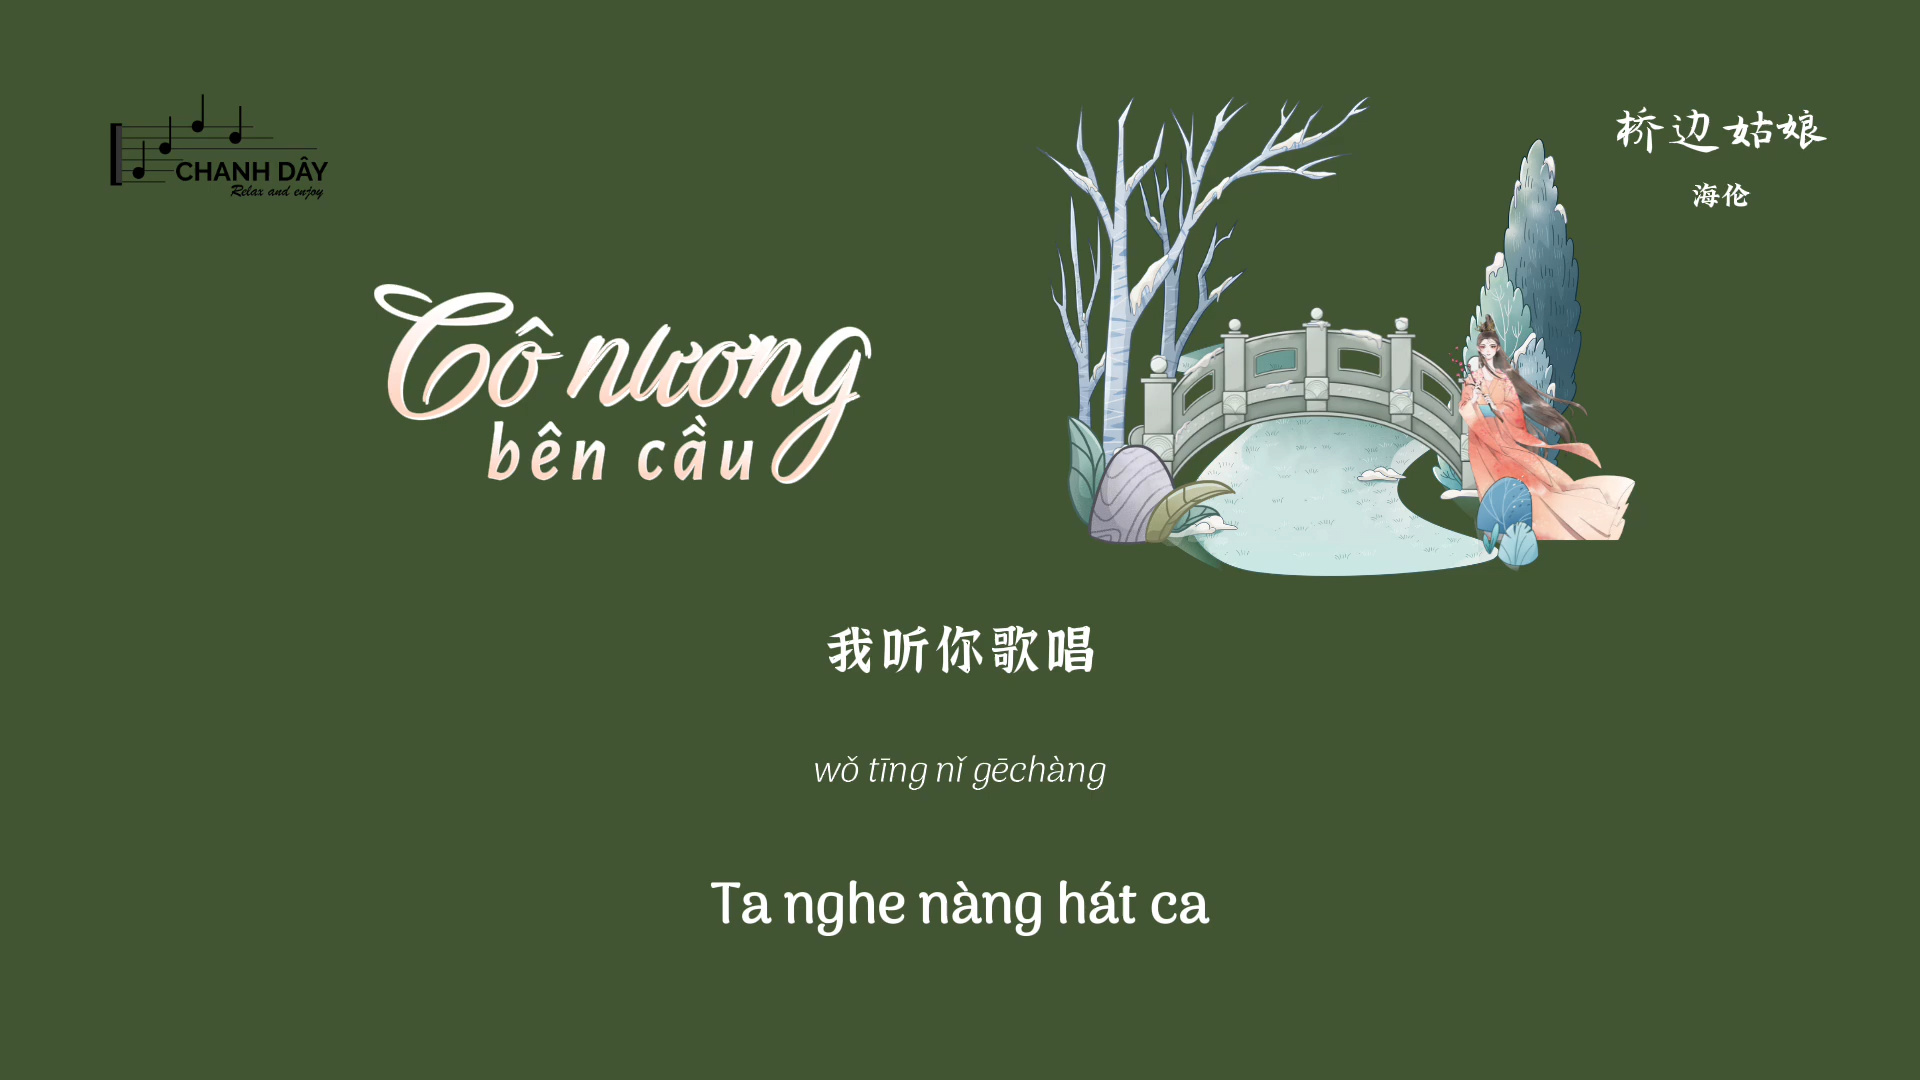 CHANH DÂY
Relax and enjoy
桥边姑娘
海伦
Cô nương
bên cầu
我听你歌唱
wǒ tīng nǐ gēchàng
Ta nghe nàng hát ca